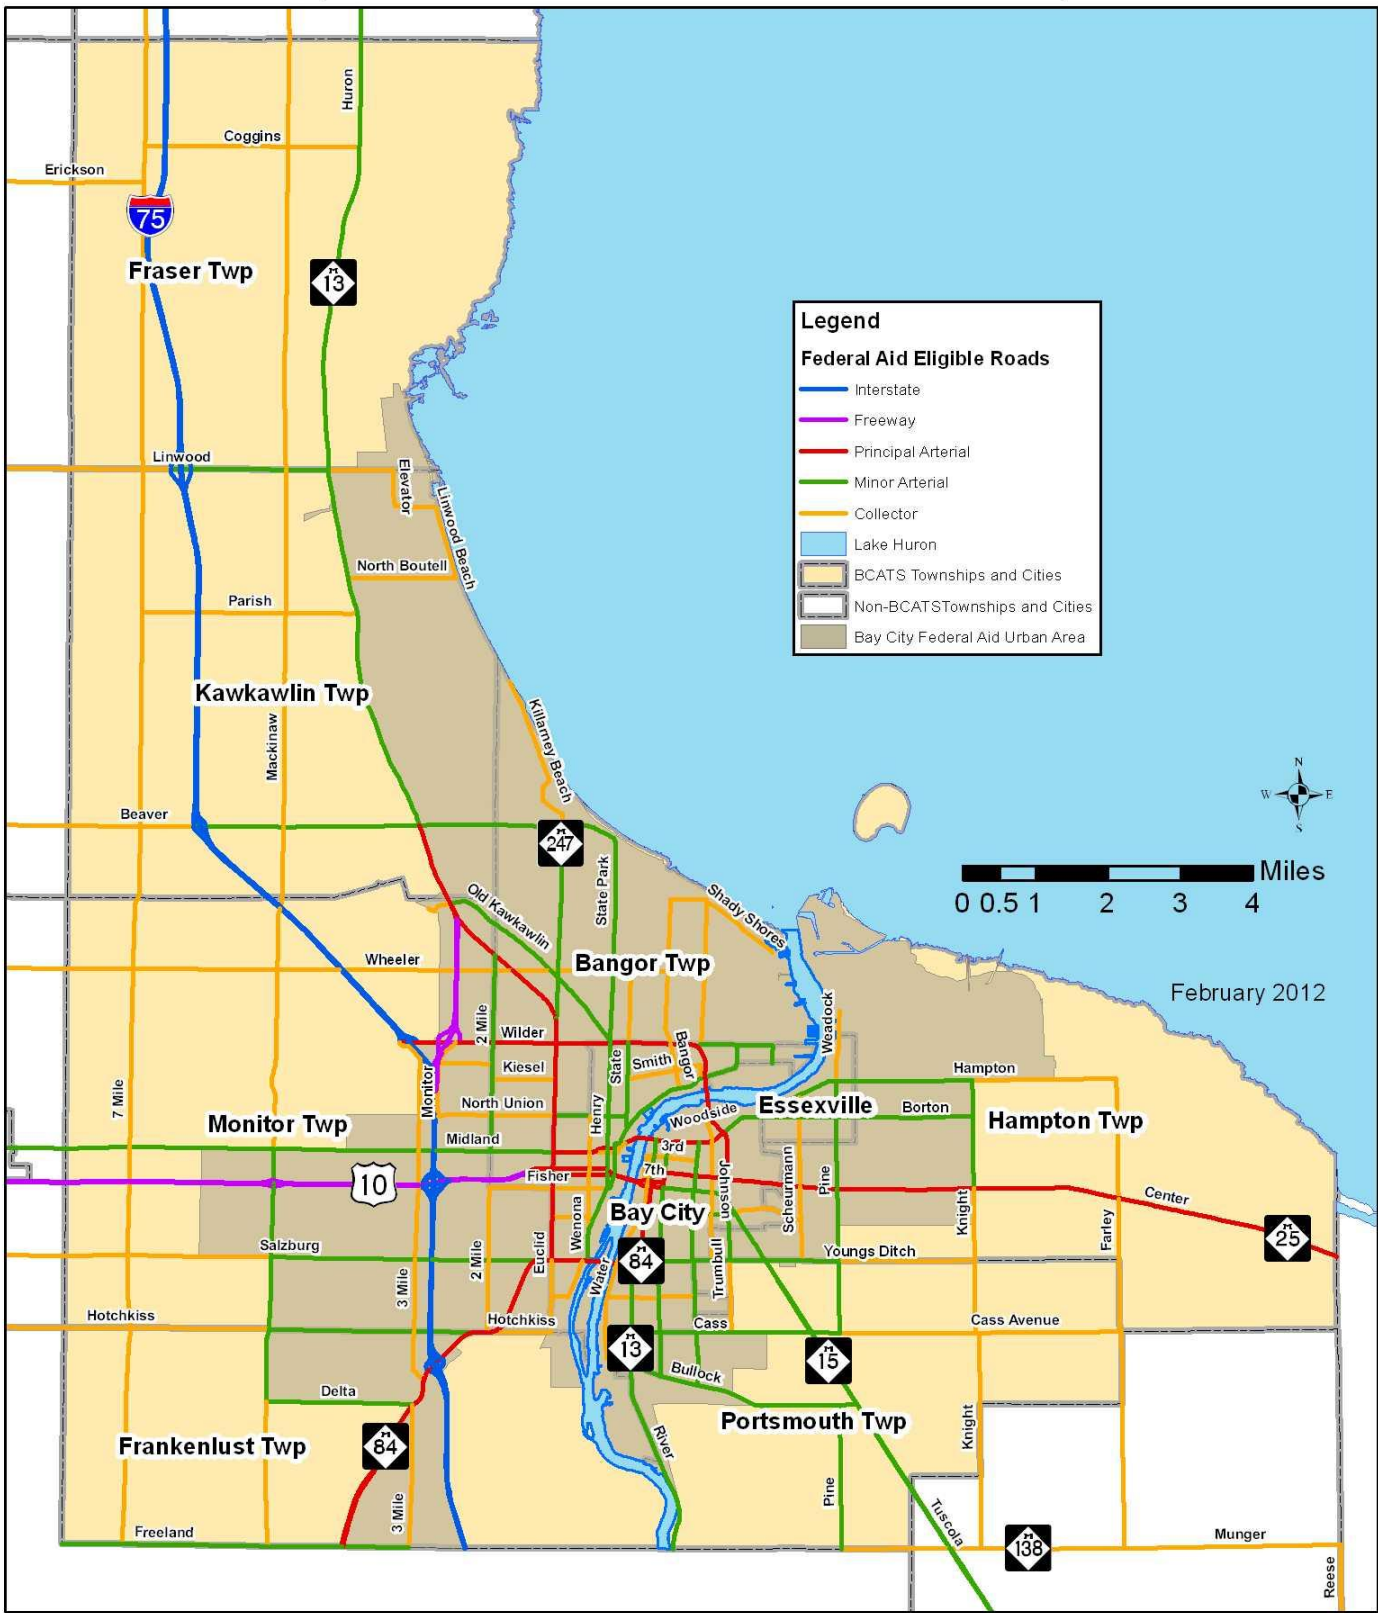 Huron
Coggins
Erickson
75
Fraser Twp
M
13
Legend
Federal Aid Eligible Roads
Interstate
Freeway
Principal Arterial
Minor Arterial
Collector
Lake Huron
BCATS Townships and Cities
Non-BCATSTownships and Cities
Bay City Federal Aid Urban Area
Linwood
Elevator
Linwood Beach
North Boutell
Parish
Kawkawlin Twp
Mackinaw
Killarney Beach
N
W
E
S
Beaver
M
247
State Park
Miles
0 0.5 1 2 3 4
Old Kawkawlin
Shady Shores
Wheeler
Bangor Twp
February 2012
2 Mile
Wilder
Weadock
Bangor
State
Smith
Kiesel
Hampton
7 Mile
Monitor
North Union
Henry
Woodside
Essexville
Borton
Monitor Twp
Midland
3rd
Hampton Twp
10
Fisher
7th
Johnson
Scheurmann
Pine
Knight
Center
Bay City
Wenona
Farley
M
25
Salzburg
2 Mile
Euclid
Water
M
84
Trumbull
Youngs Ditch
3 Mile
Hotchkiss
Hotchkiss
Cass
Cass Avenue
M
13
M
15
Bullock
Delta
Portsmouth Twp
Frankenlust Twp
M
84
River
Knight
3 Mile
Pine
Tuscola
Freeland
M
138
Munger
Reese